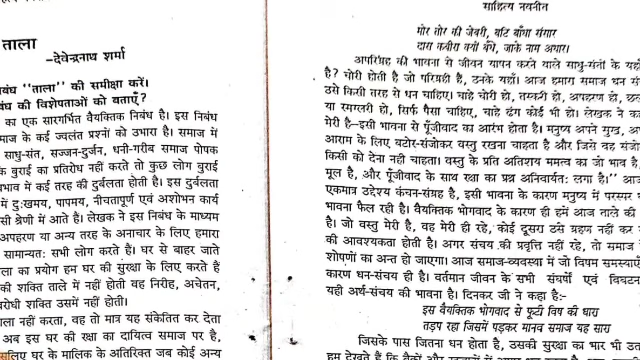 ताला
–देवेन्द्रनाथ शर्मा
"ताला" की समीक्षा करें।
की विशेषताओं को बताएँ?
का एक सारगर्भित वैयक्तिक निबंध है। इस निबंध
के कई ज्वलंत प्रश्नों को उभारा है। समाज में
साधु-संत, सज्जन-दुर्जन, धनी-गरीब समाज पोषक
के बुराई का प्रतिरोध नहीं करते तो कुछ लोग बुराई
में कई तरह की दुर्बलता होती है। इस दुर्बलता
में दुःखमय, पापमय, नीचतापूर्ण एवं अशोभन कार्य
श्रेणी में आते हैं। लेखक ने इस निबंध के माध्यम
अपहरण या अन्य तरह के अनाचार के लिए हमारा
सामान्यतः सभी लोग करते हैं। घर से बाहर जाते
का प्रयोग हम घर की सुरक्षा के लिए करते हैं
की शक्ति ताले में नहीं होती वह निरीह, अचेतन,
शक्ति उसमें नहीं होती।
नहीं करता, वह तो मात्र यह संकेतित कर देता
अब इस घर की रक्षा का दायित्व समाज पर है,
इसलिए घर के मालिक के अतिरिक्त जब कोई अन्य
साहित्य नवनीत
मोर तोर की जेवरी, बटि बाँधा संसार
दास कबीरा क्यों बँधे, जाके नाम अधार।
अपरिग्रह की भावना से जीवन यापन करने वाले साधु-संतों के यहाँ
है? चोरी होती है जो परिग्रही है, उनके यहाँ। आज हमारा समाज धन
उसे किसी तरह से धन चाहिए। चाहे चोरी हो, तस्करी हो, अपहरण हो,
या स्मगलरी हो, सिर्फ पैसा चाहिए, चाहे ढंग कोई भी हो। लेखक ने
मेरी है–इसी भावना से पूँजीवाद का आरंभ होता है। मनुष्य अपने सुख,
आराम के लिए बटोर-संजोकर वस्तु रखना चाहता है और जिसे वह
किसी को देना नहीं चाहता। वस्तु के प्रति अतिशय ममत्व का जो भाव है,
मूल है, और पूँजीवाद के साथ रक्षा का प्रश्न अनिवार्यतः लगा है।" आज
एकमात्र उद्देश्य कंचन-संग्रह है, इसी भावना के कारण मनुष्य में परस्पर
भावना फैल रही है। वैयक्तिक भोगवाद के कारण ही हमें आज ताले की
है। जो वस्तु मेरी है, वह मेरी ही रहे, कोई दूसरा उसे ग्रहण नहीं कर
की आवश्यकता होती है। अगर संचय की प्रवृत्ति नहीं रहे, तो समाज
शोषणों का अन्त हो जाएगा। आज समाज-व्यवस्था में जो विषम समस्याएँ
कारण धन-संचय ही है। वर्तमान जीवन के सभी संघर्षों एवं विघटन
यही अर्थ-संचय की भावना है। दिनकर जी ने कहा है:–
इस वैयक्तिक भोगवाद से फूटी विष की धारा
तड़प रहा जिसमें पड़कर मानव समाज यह सारा
जिसके पास जितना धन होता है, उसकी सुरक्षा का भार भी
हम देखते हैं कि